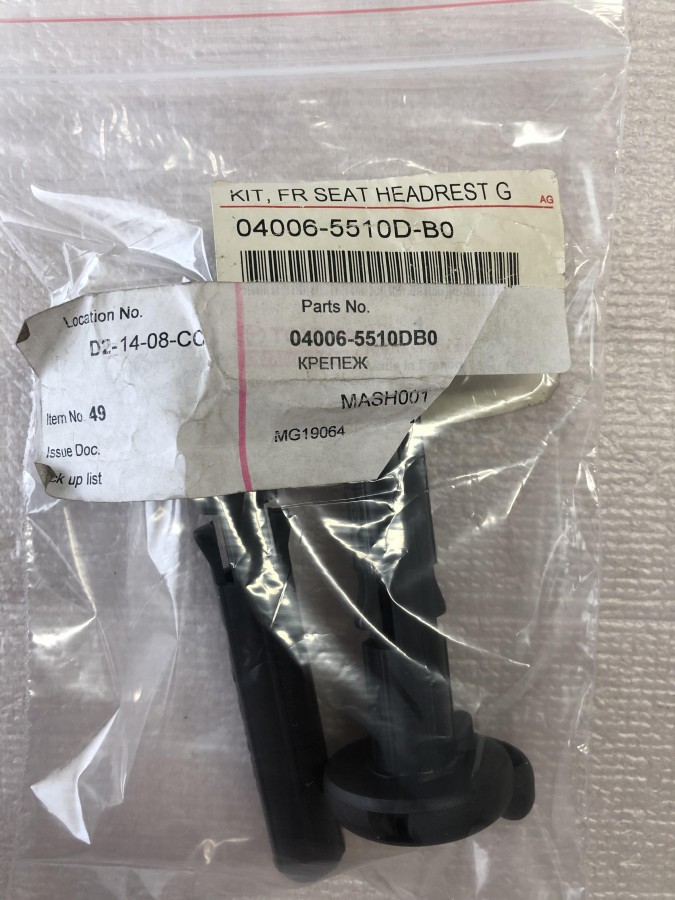 KIT, FR SEAT HEADREST G
AG
04006-5510D-B0
Location No.
D2-14-08-CC
Parts No.
04006-5510DB0
КРЕПЕЖ
Item No. 49
MASH001
MG19064
Issue Doc.
up list